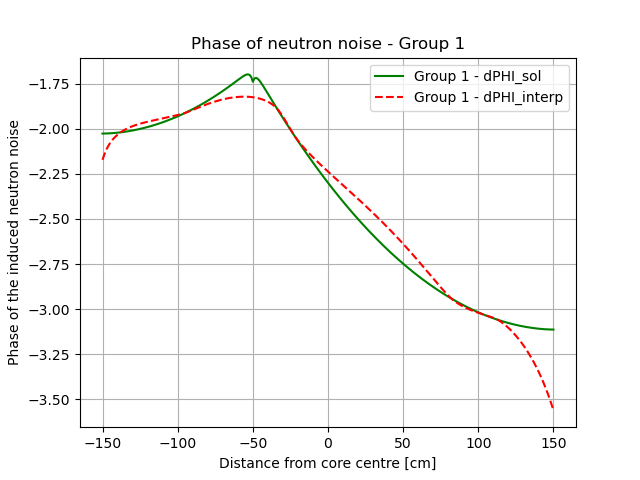 Phase of neutron noise - Group 1
Group 1 - dPHI_sol
Group 1 - dPHI_interp
Phase of the induced neutron noise
−1.75
−2.00
−2.25
−2.50
−2.75
−3.00
−3.25
−3.50
−150 −100 −50 0 50 100 150
Distance from core centre [cm]